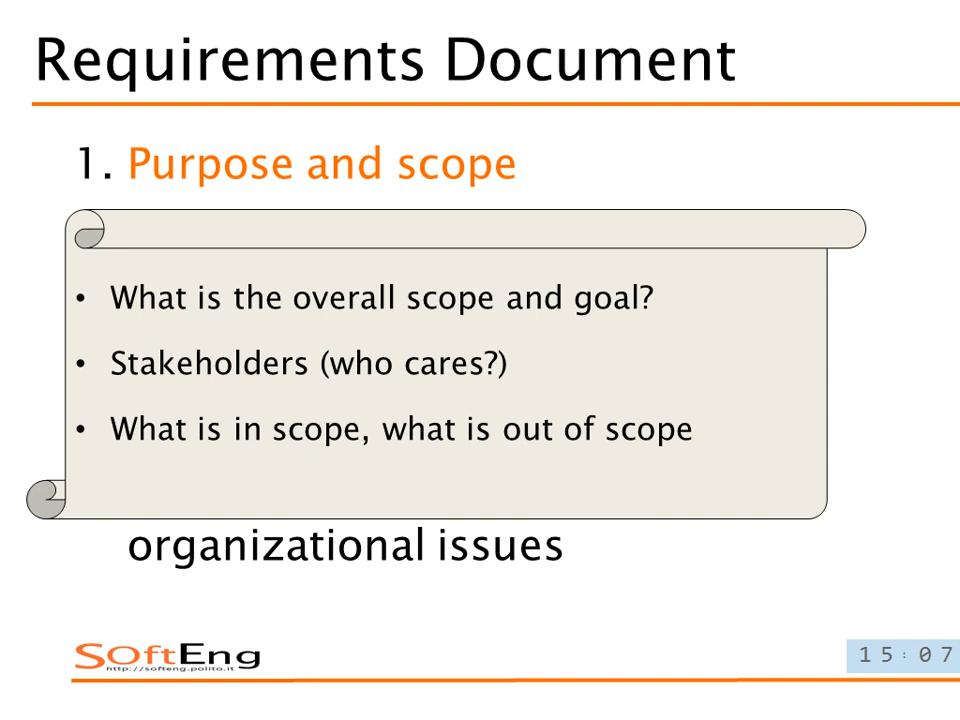 Requirements Document
1. Purpose and scope
• What is the overall scope and goal?
• Stakeholders (who cares?)
• What is in scope, what is out of scope
organizational issues
SOftEng
http://softeng.polito.it
15:07